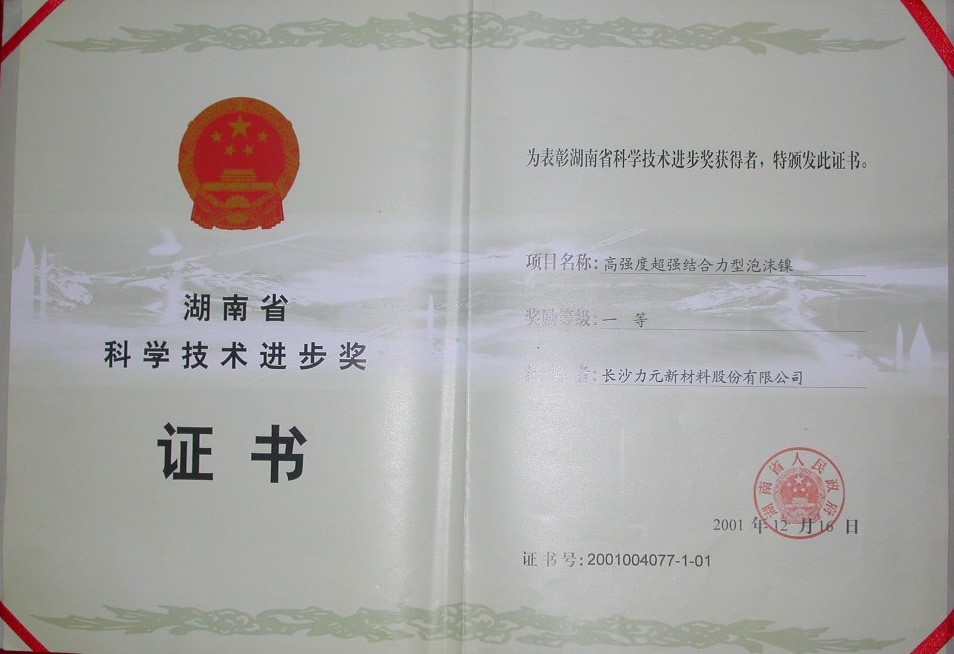 湖南省
科学技术进步奖
证书
为表彰湖南省科学技术进步奖获得者，特颁发此证书。
项目名称：高强度超强结合力型泡沫镍
奖励等级：一 等
者：长沙力元新材料股份有限公司
湖南省人民政府
2001 年 12 月 16 日
证书号：2001004077-1-01